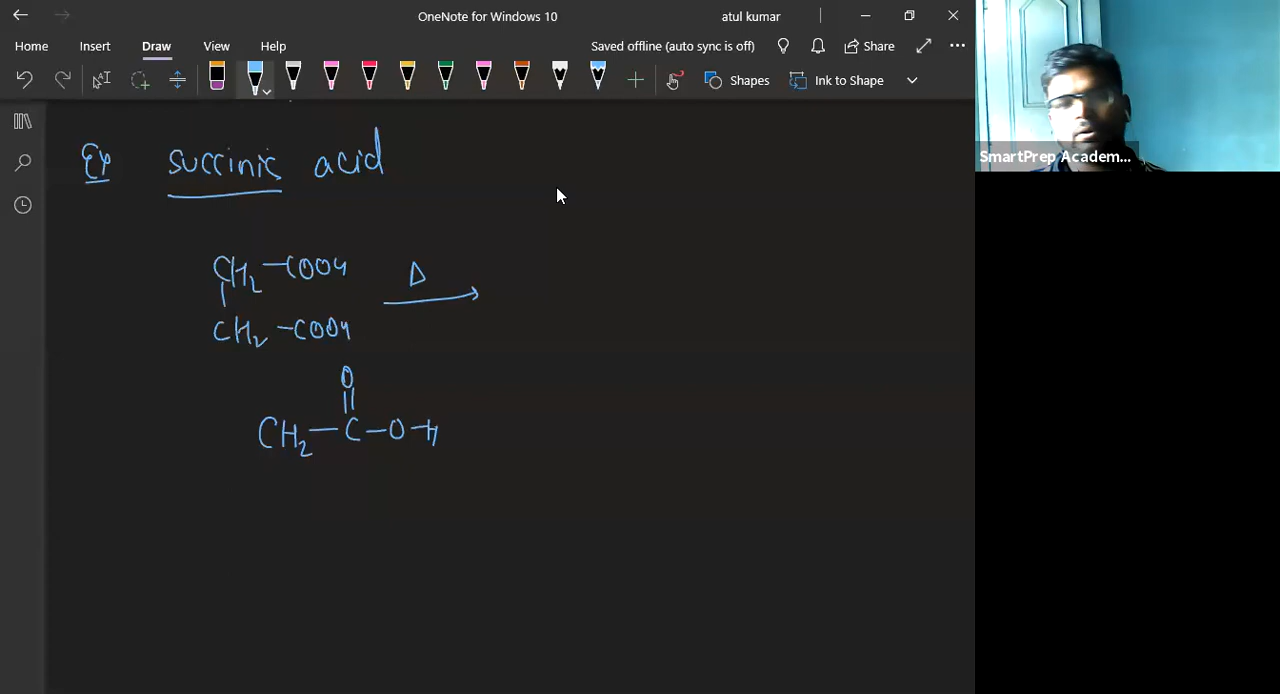 OneNote for Windows 10
atul kumar
Home Insert Draw View Help
Saved offline (auto sync is off)
Share
Shapes
Ink to Shape
SmartPrep Academ...
Ex succinic acid
CH2-COOH Δ
CH2-COOH
O
CH2-C-O-H